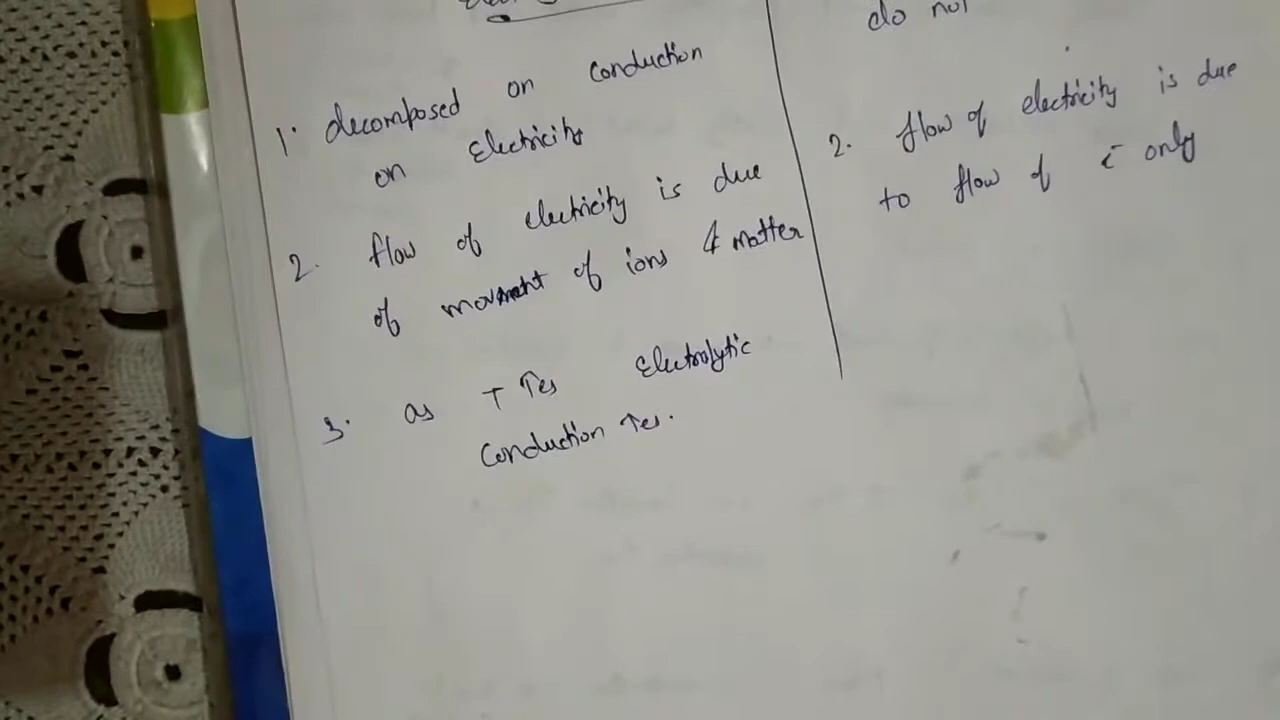 1. decomposed on conduction
on electricity
2. flow of electricity is due
of movement of ions & matter
3. as T ↑es Electrolytic
Conduction ↑es.
do not
2. flow of electricity is due
to flow of e⁻ only